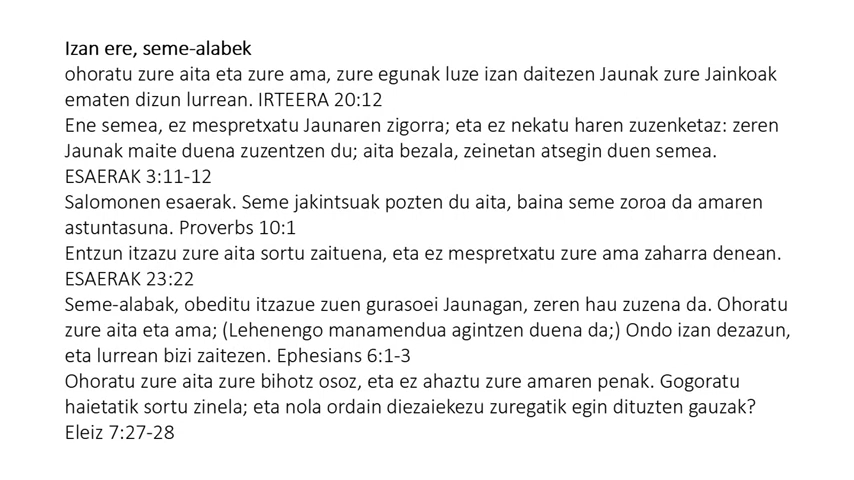 Izan ere, seme-alabek
ohoratu zure aita eta zure ama, zure egunak luze izan daitezen Jaunak zure Jainkoak
ematen dizun lurrean. IRTEERA 20:12
Ene semea, ez mespretxatu Jaunaren zigorra; eta ez nekatu haren zuzenketaz: zeren
Jaunak maite duena zuzentzen du; aita bezala, zeinetan atsegin duen semea.
ESAERAK 3:11-12
Salomonen esaerak. Seme jakintsuak pozten du aita, baina seme zoroa da amaren
astuntasuna. Proverbs 10:1
Entzun itzazu zure aita sortu zaituena, eta ez mespretxatu zure ama zaharra denean.
ESAERAK 23:22
Seme-alabak, obeditu itzazue zuen gurasoei Jaunagan, zeren hau zuzena da. Ohoratu
zure aita eta ama; (Lehenengo manamendua agintzen duena da;) Ondo izan dezazun,
eta lurrean bizi zaitezen. Ephesians 6:1-3
Ohoratu zure aita zure bihotz osoz, eta ez ahaztu zure amaren penak. Gogoratu
haietatik sortu zinela; eta nola ordain diezaiekezu zuregatik egin dituzten gauzak?
Eleiz 7:27-28